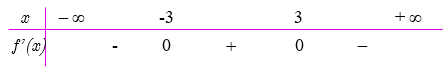 x − ∞ -3 3 + ∞
f’(x) - 0 + 0 −